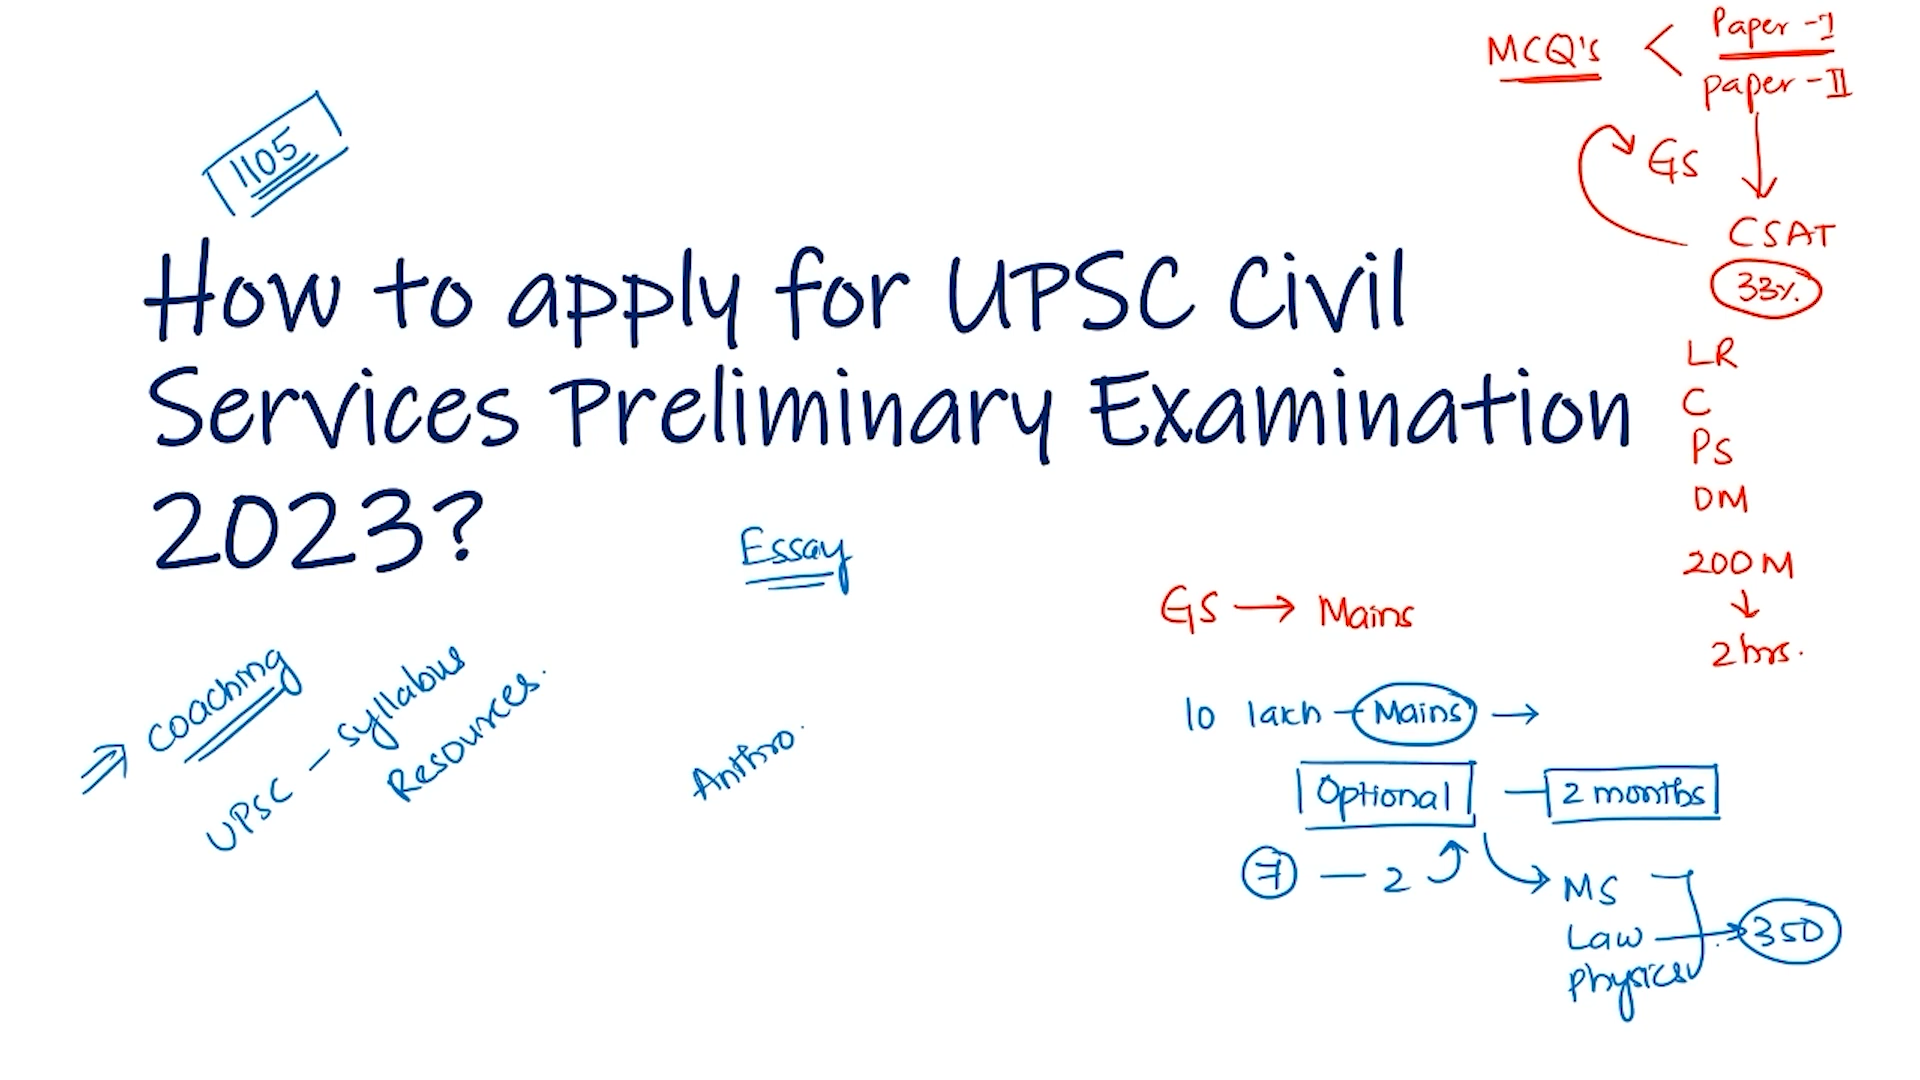 MCQ's < Paper - I
Paper - II
1105
GS
CSAT
33%.
How to apply for UPSC Civil
Services Preliminary Examination
2023?
LR
C
PS
DM
200 M
2 hrs.
Essay
GS → Mains
⇒ coaching
UPSC - syllabus
Resources.
Anthro.
10 lakh - Mains →
Optional - 2 months
7 - 2
MS
Law → 350
Physics